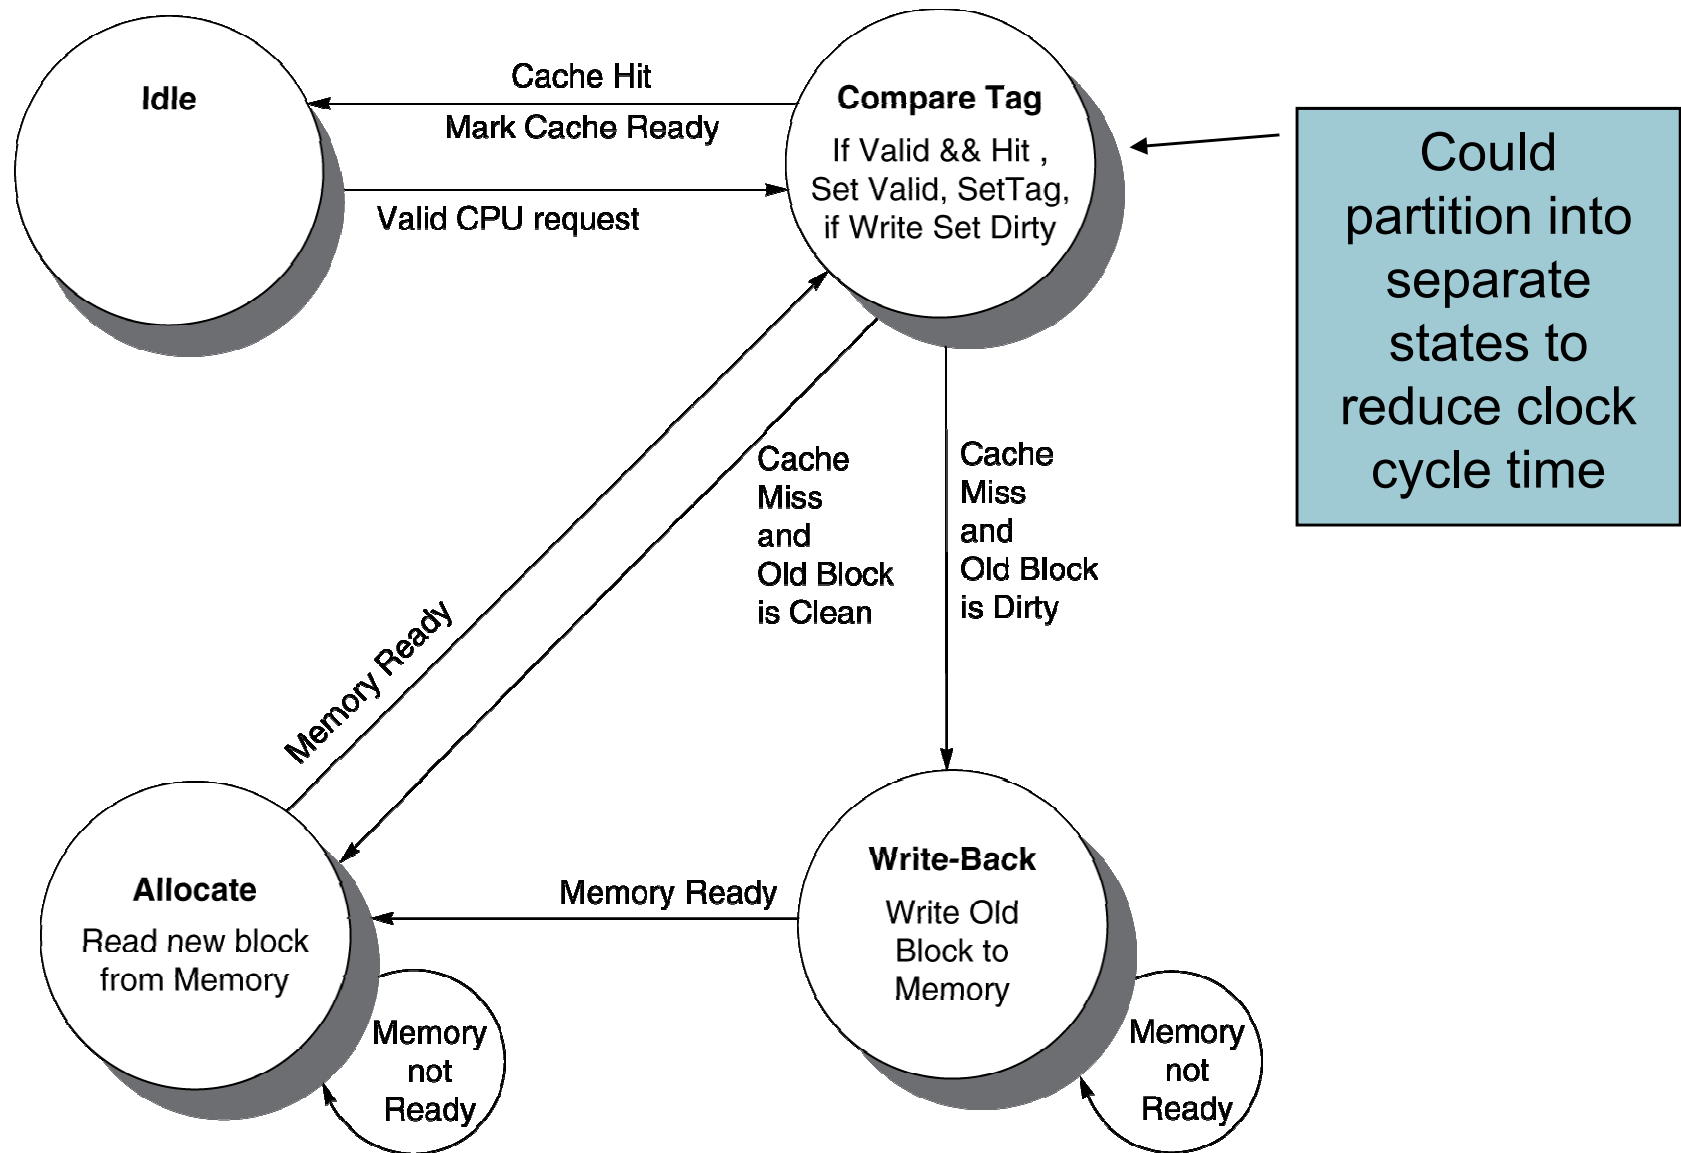 Idle
Cache Hit
Mark Cache Ready
Valid CPU request
Compare Tag
If Valid && Hit ,
Set Valid, SetTag,
if Write Set Dirty
Could
partition into
separate
states to
reduce clock
cycle time
Memory Ready
Cache
Miss
and
Old Block
is Clean
Cache
Miss
and
Old Block
is Dirty
Allocate
Read new block
from Memory
Memory
not
Ready
Memory Ready
Write-Back
Write Old
Block to
Memory
Memory
not
Ready